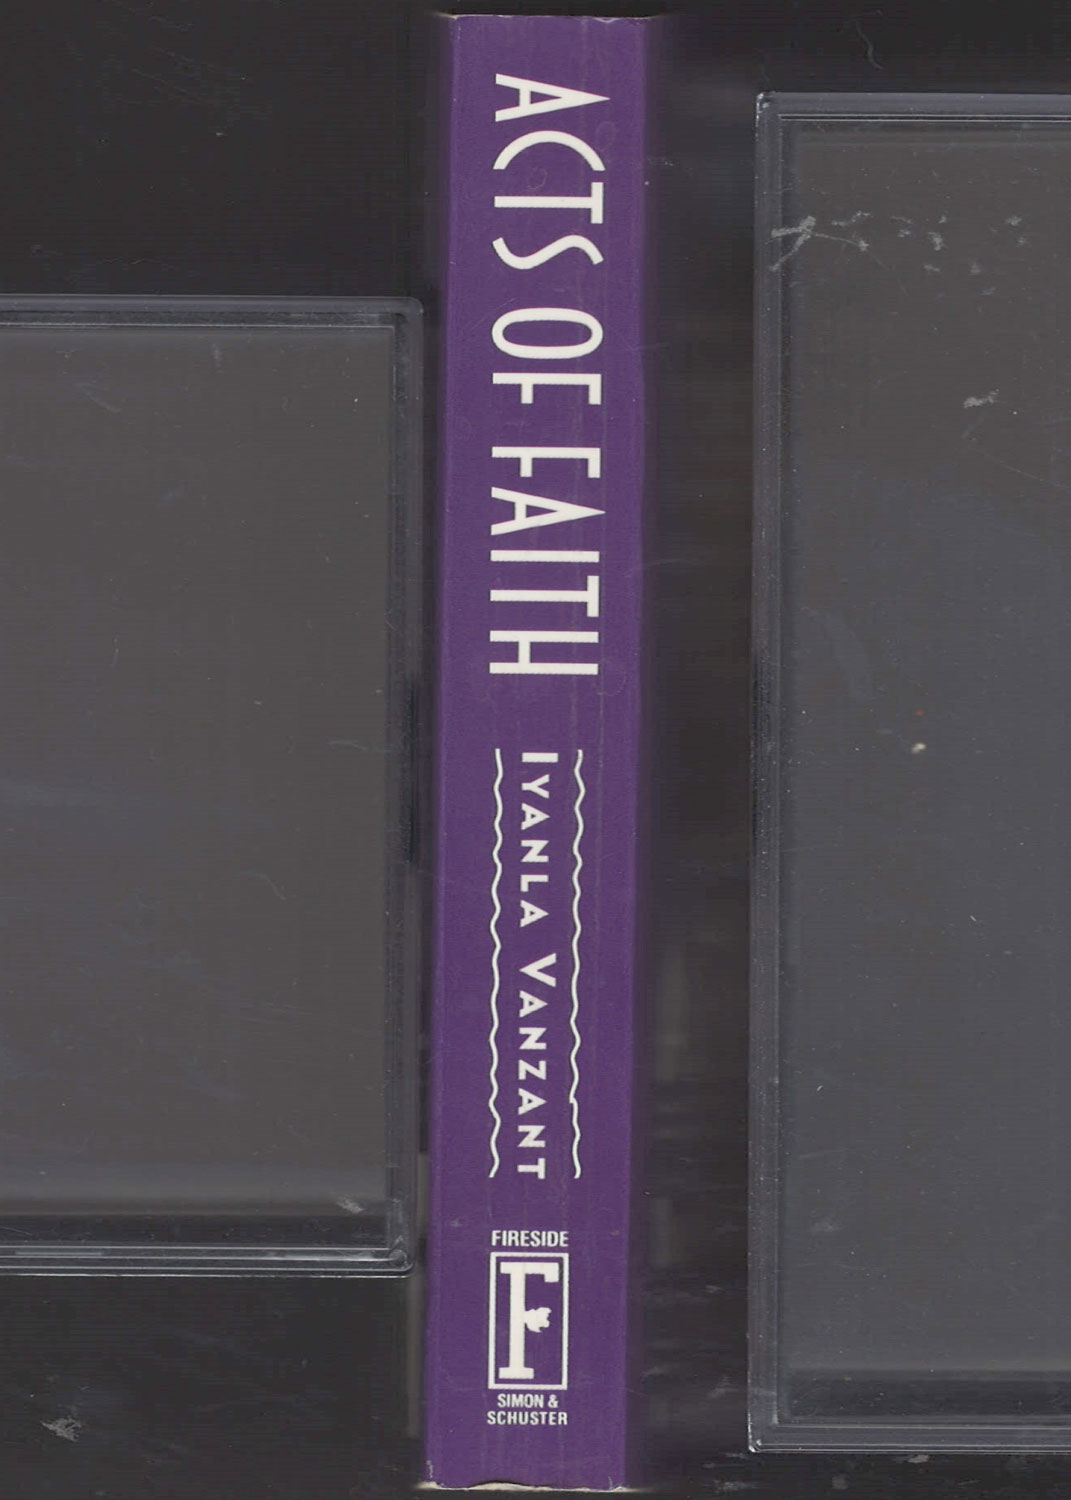 ACTS OF FAITH
IYANLA VANZANT
FIRESIDE
F
SIMON &
SCHUSTER